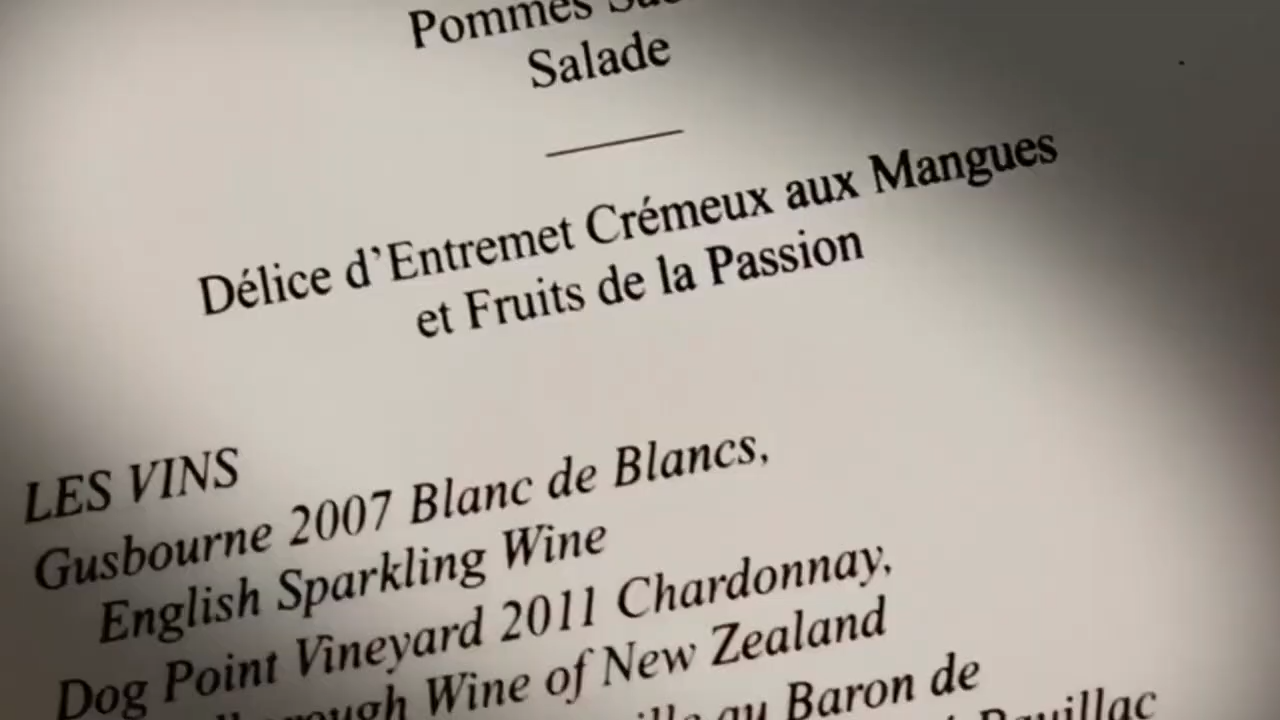 Pommes
Salade
Délice d’Entremet Crémeux aux Mangues
et Fruits de la Passion
LES VINS
Gusbourne 2007 Blanc de Blancs,
English Sparkling Wine
Dog Point Vineyard 2011 Chardonnay,
Wine of New Zealand
au Baron de